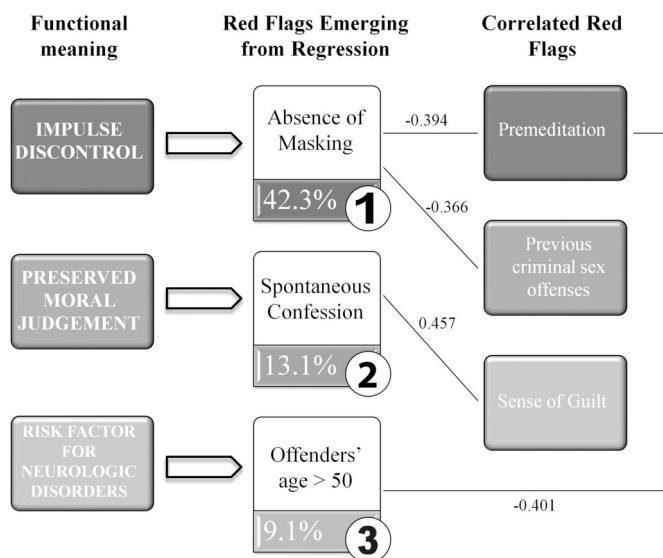 Functional
meaning
Red Flags Emerging
from Regression
Correlated Red
Flags
IMPULSE
DISCONTROL
Absence of
Masking
42.3%
1
-0.394
Premeditation
-0.366
Previous
criminal sex
offenses
PRESERVED
MORAL
JUDGEMENT
Spontaneous
Confession
13.1%
2
0.457
Sense of Guilt
RISK FACTOR
FOR
NEUROLOGIC
DISORDERS
Offenders’
age > 50
9.1%
3
-0.401